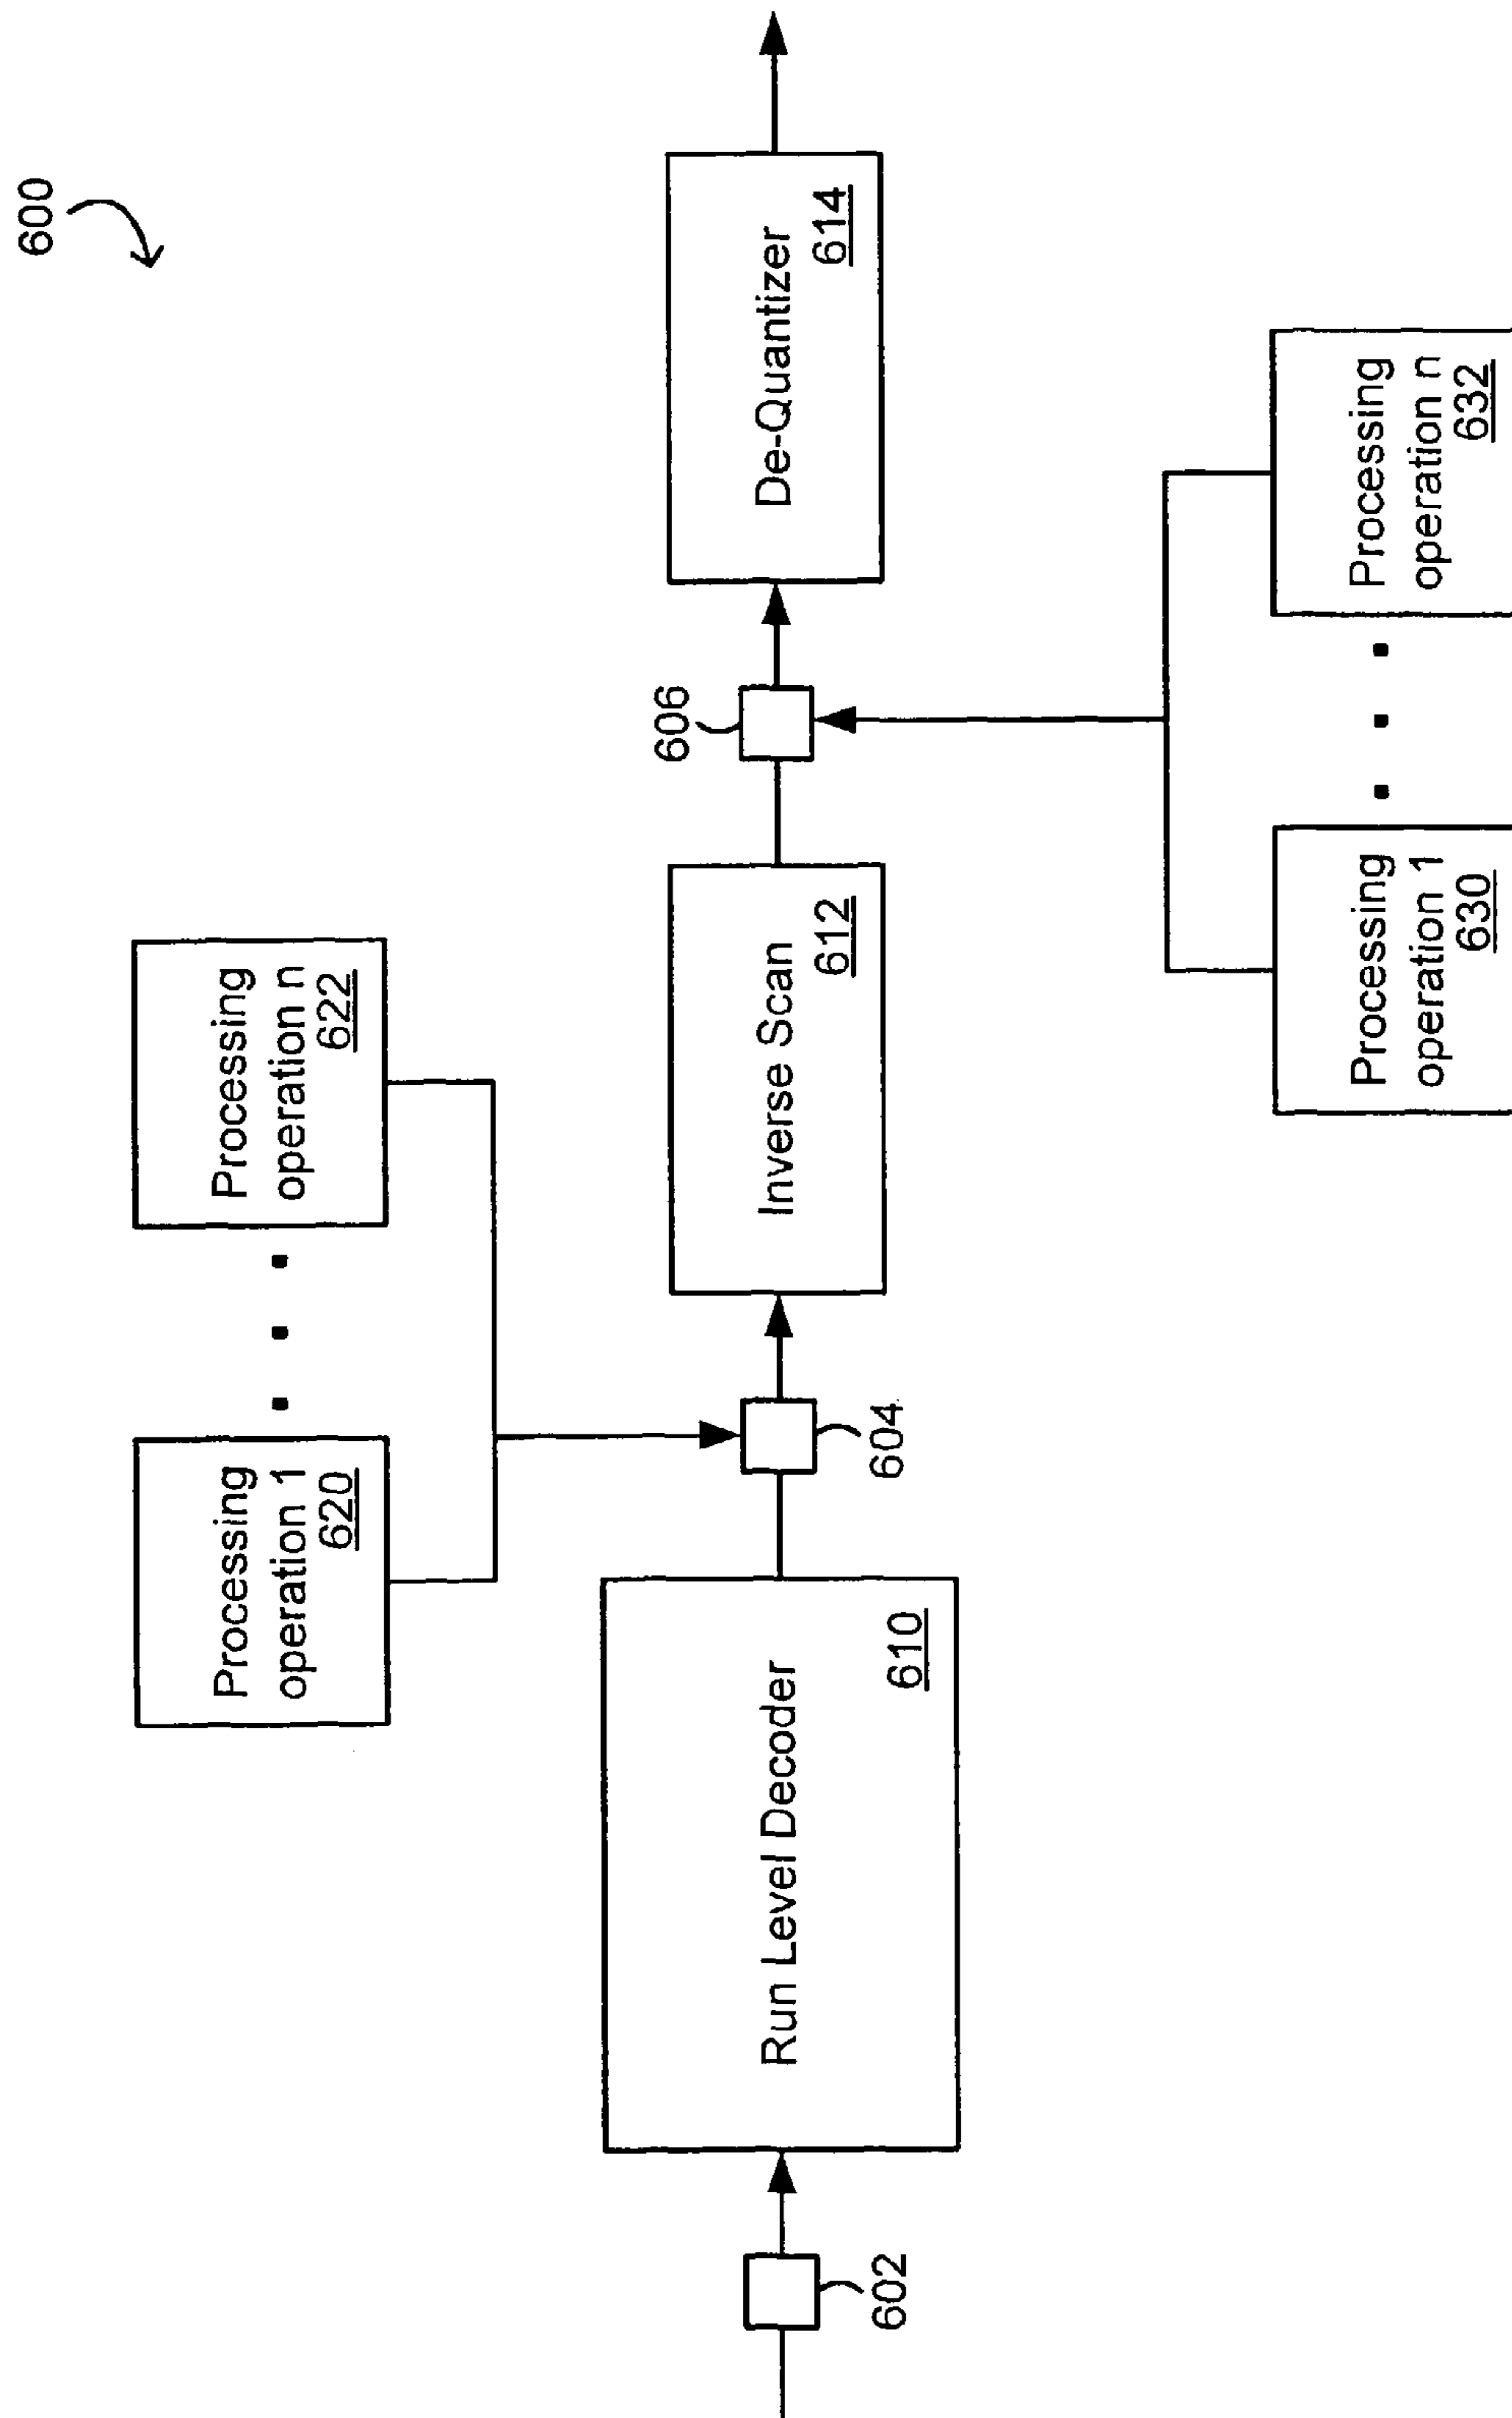 600
Processing
operation 1
620
Processing
operation n
622
602
Run Level Decoder
610
604
Inverse Scan
612
606
De-Quantizer
614
Processing
operation 1
630
Processing
operation n
632